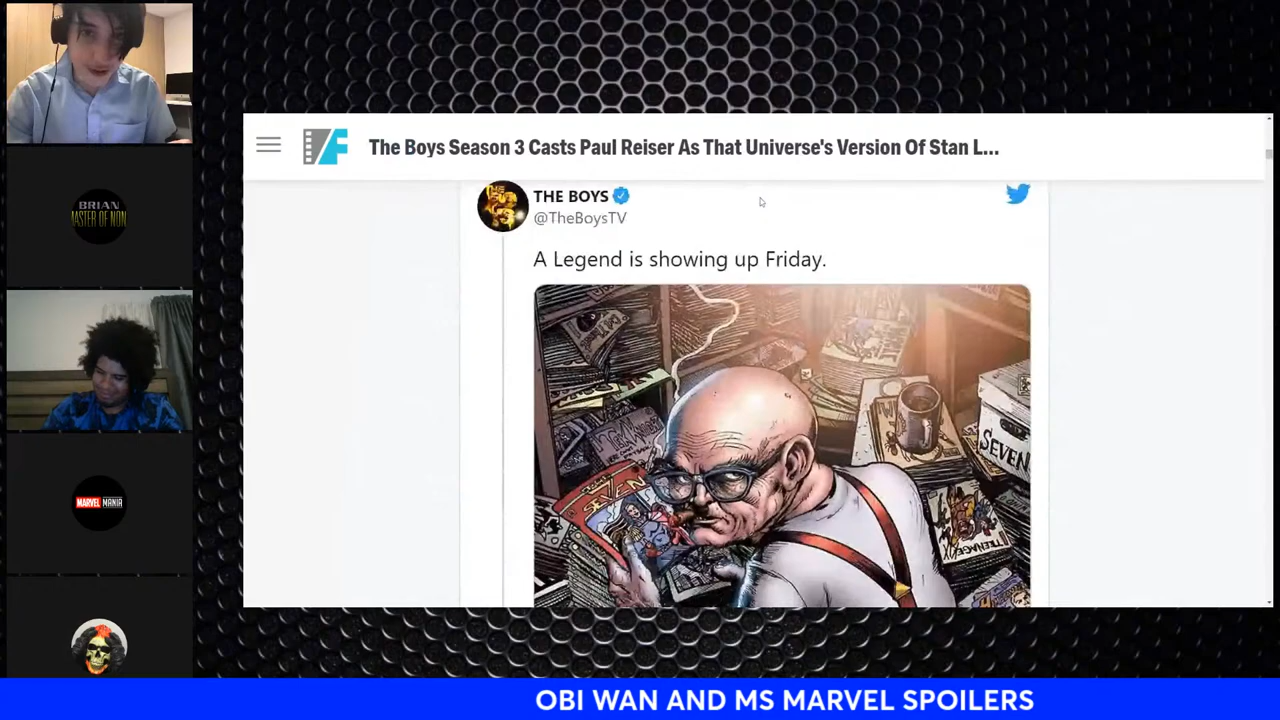 The Boys Season 3 Casts Paul Reiser As That Universe's Version Of Stan L...
THE BOYS
@TheBoysTV
A Legend is showing up Friday.
BRIAN
MASTER OF NON
MARVEL MANIA
SEVEN
SEVEN
TEENAGE
OBI WAN AND MS MARVEL SPOILERS